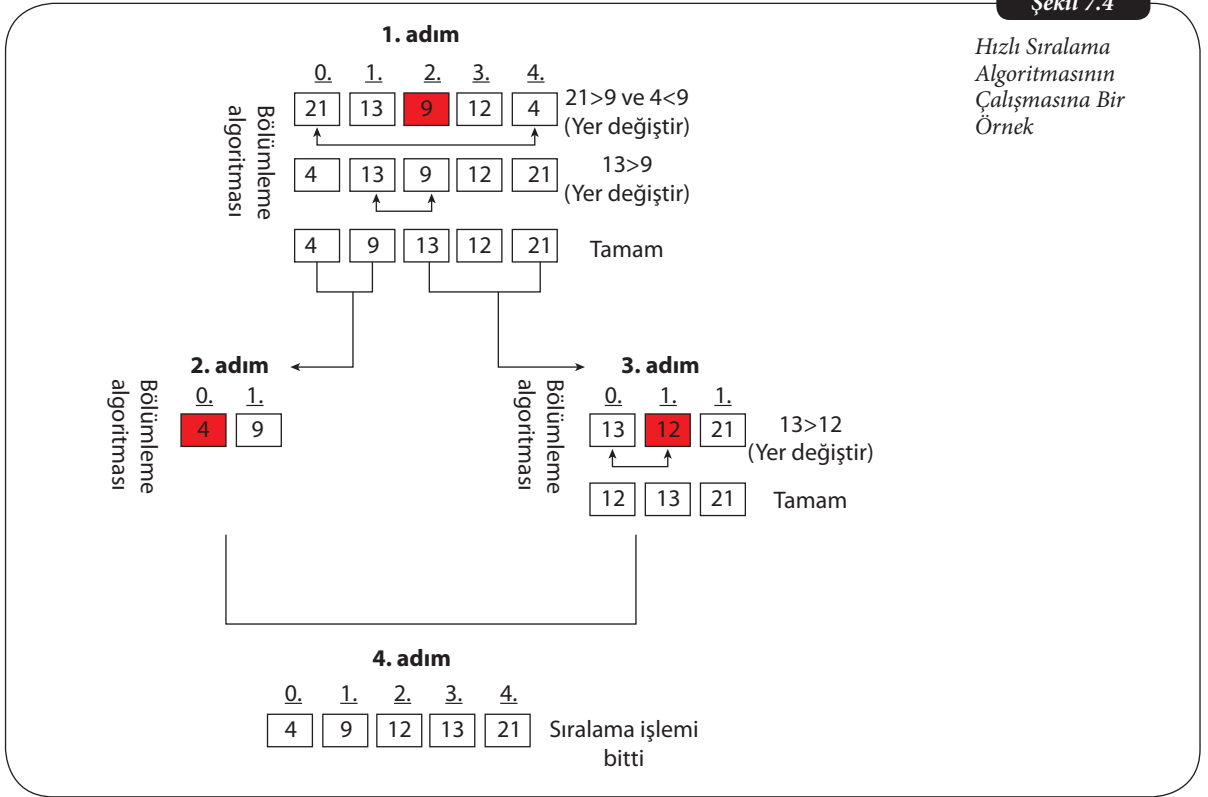 Şekil 7.4
Hızlı Sıralama
Algoritmasının
Çalışmasına Bir
Örnek
1. adım
Bölümleme
algoritması
0. 1. 2. 3. 4.
21 13 9 12 4
21>9 ve 4<9
(Yer değiştir)
4 13 9 12 21
13>9
(Yer değiştir)
4 9 13 12 21 Tamam
2. adım
Bölümleme
algoritması
0. 1.
4 9
3. adım
Bölümleme
algoritması
0. 1. 1.
13 12 21
13>12
(Yer değiştir)
12 13 21 Tamam
4. adım
0. 1. 2. 3. 4.
4 9 12 13 21 Sıralama işlemi
bitti